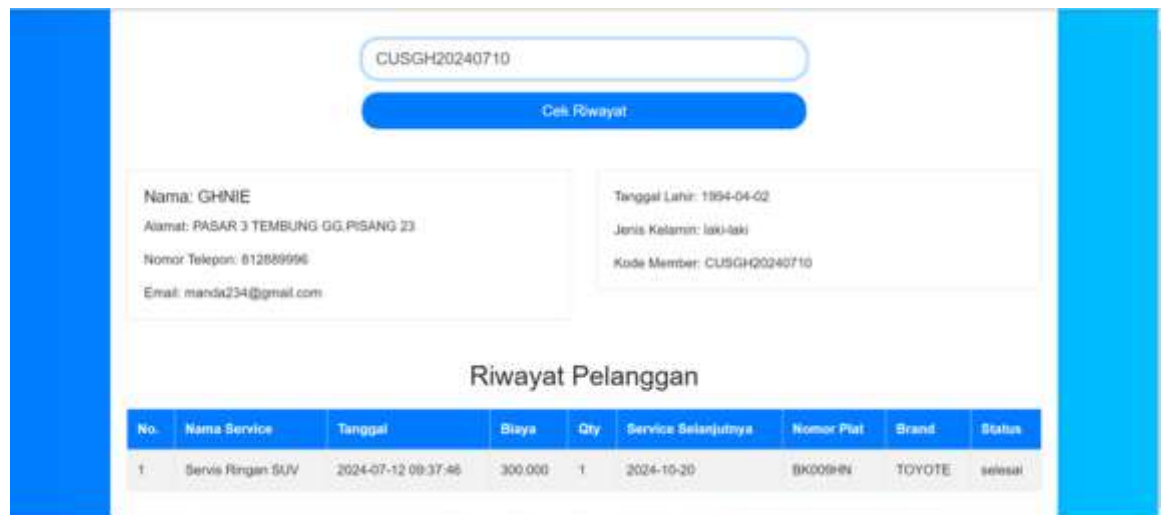 CUSGH20240710
Cek Riwayat
Nama: GHNIE
Alamat: PASAR 3 TEMBUNG GG.PISANG 23
Nomor Telepon: 812889996
Email: manda234@gmail.com
Tanggal Lahir: 1994-04-02
Jenis Kelamin: laki-laki
Kode Member: CUSGH20240710
Riwayat Pelanggan
No. Nama Service Tanggal Biaya Qty Service Selanjutnya Nomor Plat Brand Status
1 Servis Ringan SUV 2024-07-12 09:37:46 300.000 1 2024-10-20 BK009HN TOYOTE selesai